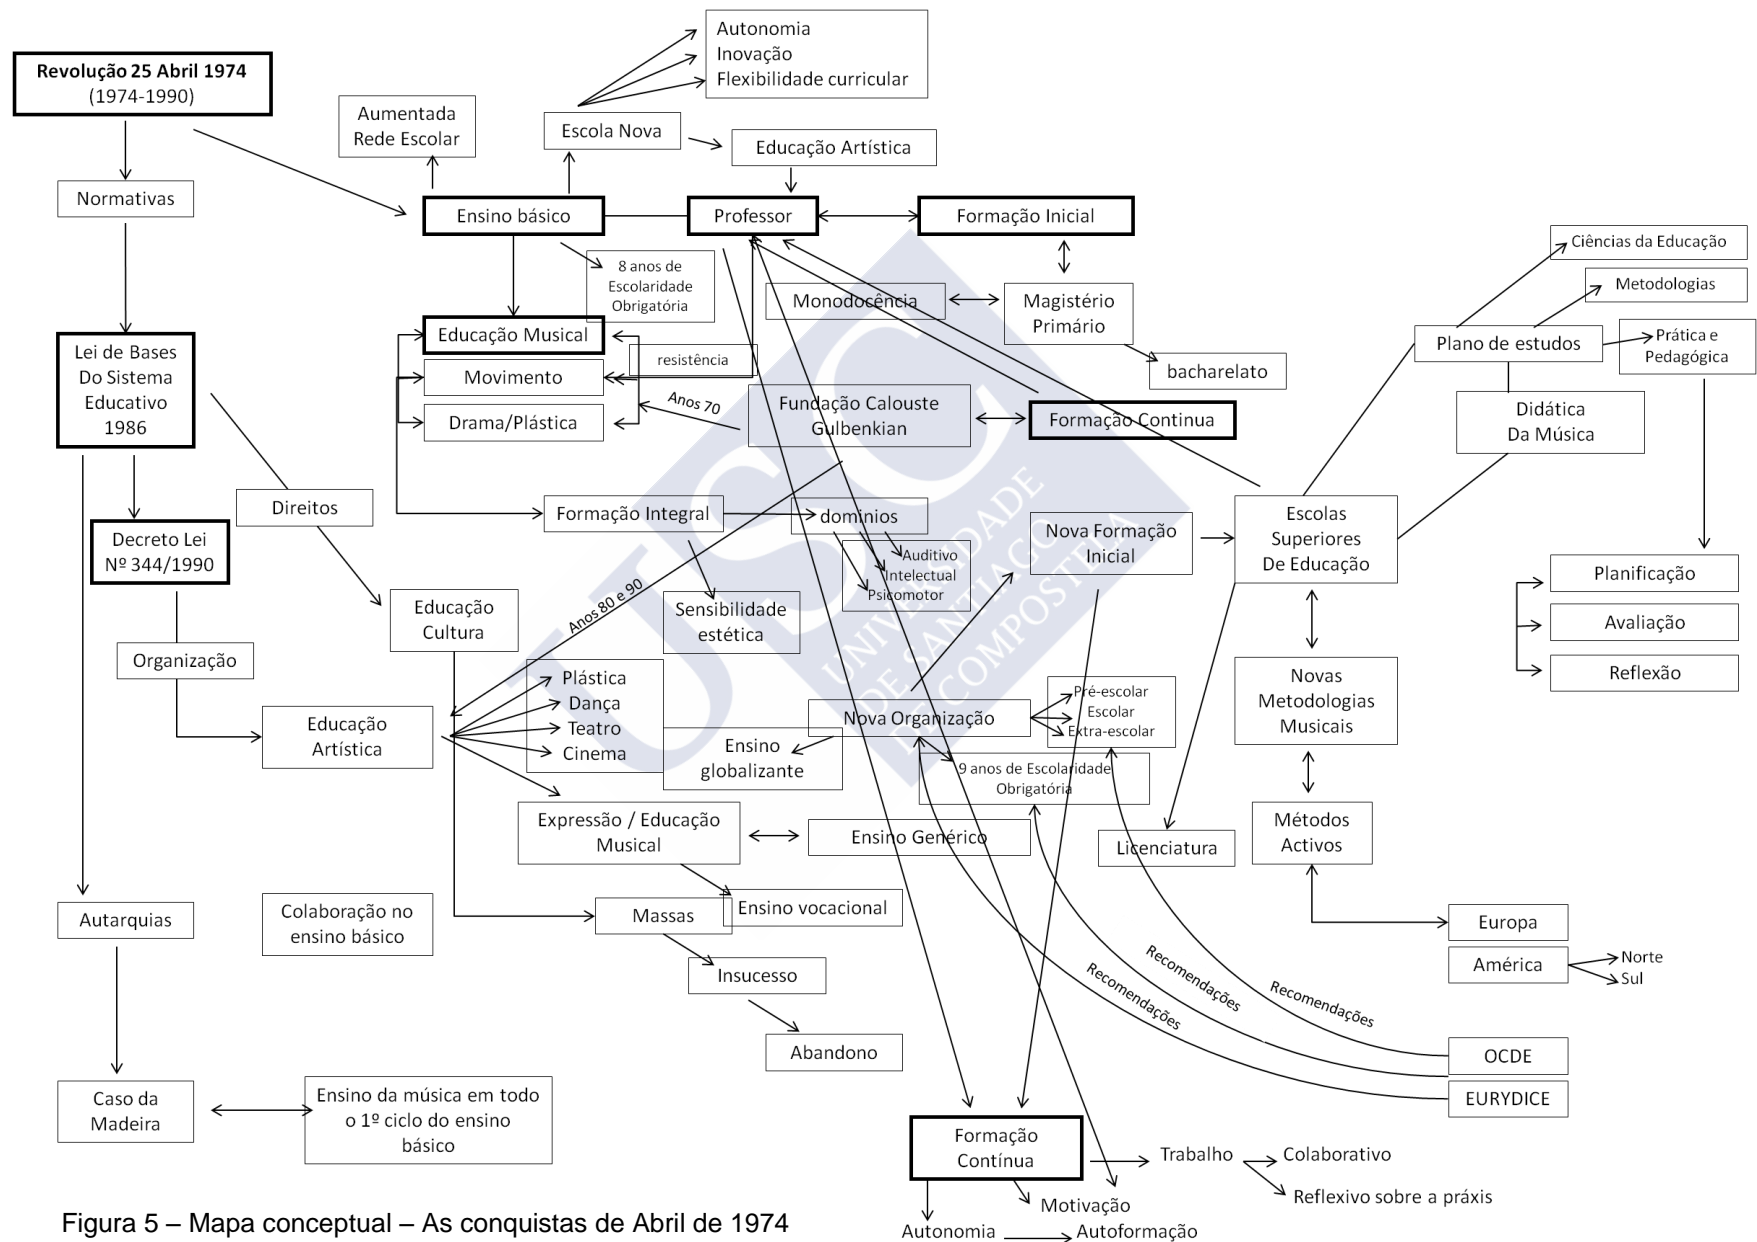 Revolução 25 Abril 1974
(1974-1990)
Autonomia
Inovação
Flexibilidade curricular
Aumentada
Rede Escolar
Escola Nova
Educação Artística
Normativas
Ensino básico
Professor
Formação Inicial
8 anos de
Escolaridade
Obrigatória
Monodocência
Magistério
Primário
bacharelato
Ciências da Educação
Metodologias
Plano de estudos
Prática e
Pedagógica
Didática
Da Música
Lei de Bases
Do Sistema
Educativo
1986
Educação Musical
resistência
Movimento
Drama/Plástica
Anos 70
Fundação Calouste
Gulbenkian
Formação Continua
Direitos
Formação Integral
domínios
Auditivo
Intelectual
Psicomotor
Nova Formação
Inicial
Escolas
Superiores
De Educação
Decreto Lei
Nº 344/1990
Educação
Cultura
Anos 80 e 90
Sensibilidade
estética
Planificação
Avaliação
Reflexão
Organização
Educação
Artística
Plástica
Dança
Teatro
Cinema
Ensino
globalizante
Nova Organização
Pré-escolar
Escolar
Extra-escolar
9 anos de Escolaridade
Obrigatória
Novas
Metodologias
Musicais
Expressão / Educação
Musical
Ensino Genérico
Licenciatura
Métodos
Activos
Autarquias
Colaboração no
ensino básico
Massas
Ensino vocacional
Insucesso
Abandono
Europa
América
Norte
Sul
Recomendações
Recomendações
Recomendações
OCDE
EURYDICE
Caso da
Madeira
Ensino da música em todo
o 1º ciclo do ensino
básico
Formação
Contínua
Trabalho
Colaborativo
Reflexivo sobre a práxis
Motivação
Autonomia
Autoformação
USC
UNIVERSIDADE
DE SANTIAGO
DE COMPOSTELA
Figura 5 – Mapa conceptual – As conquistas de Abril de 1974